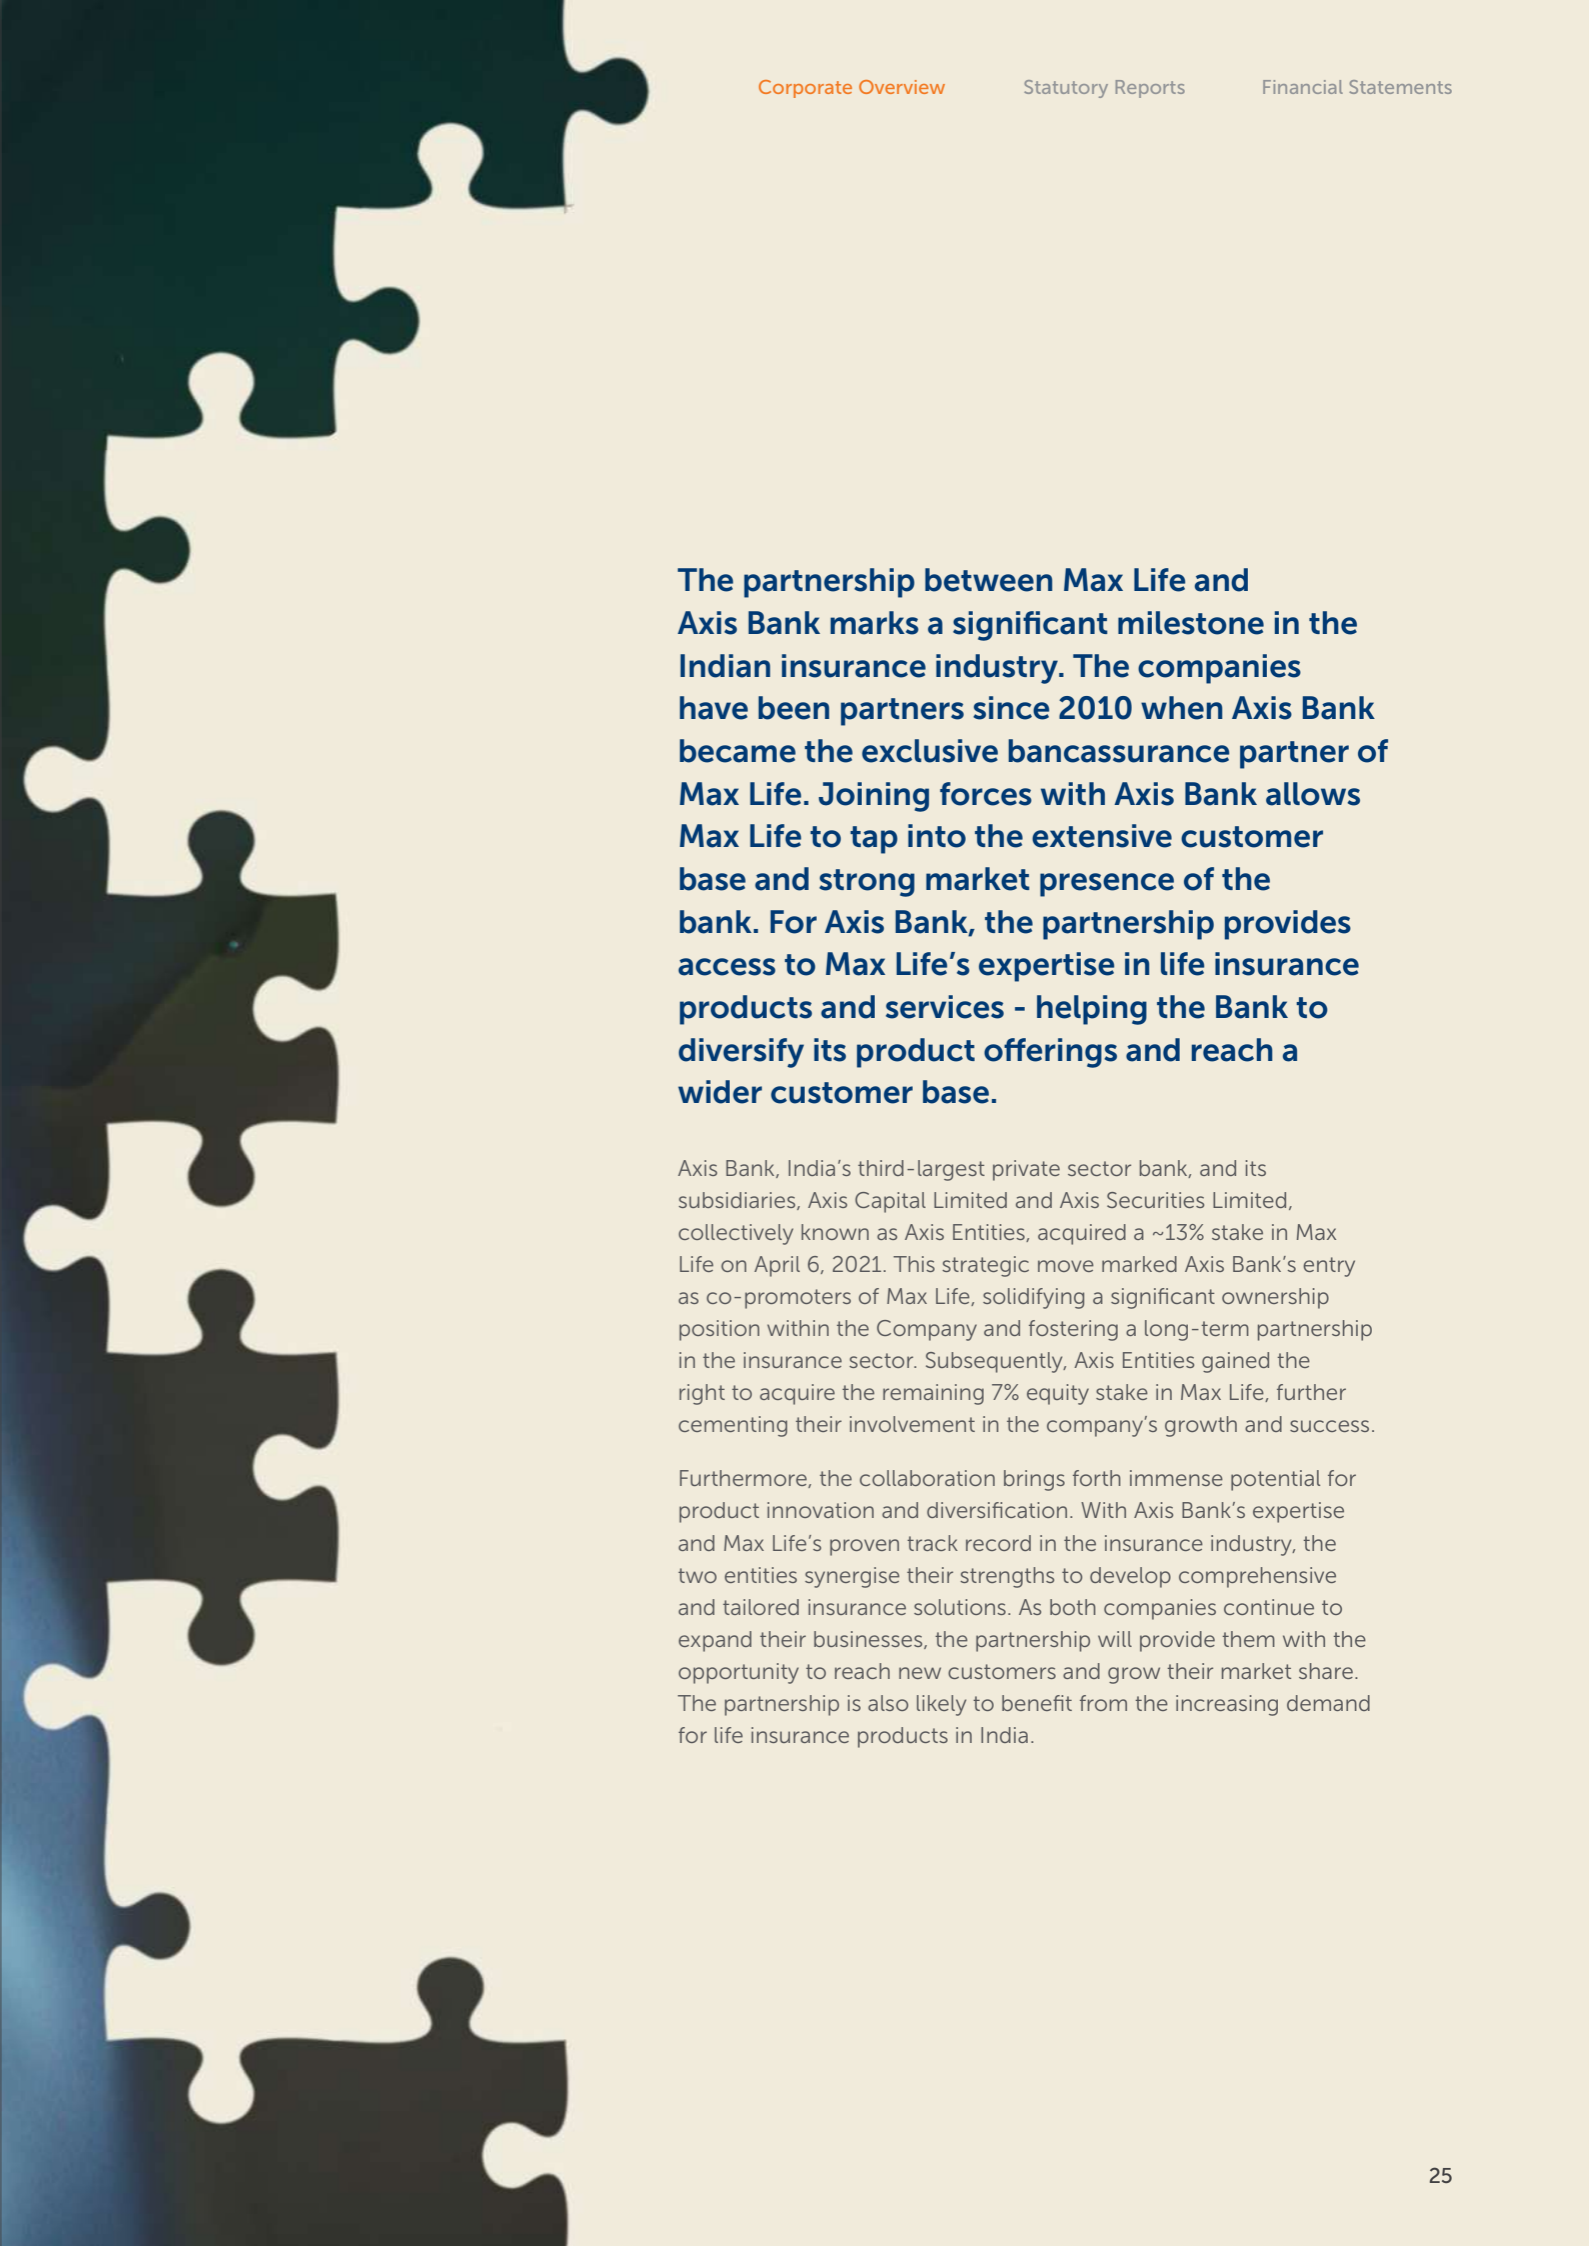 Corporate Overview Statutory Reports Financial Statements
The partnership between Max Life and
Axis Bank marks a significant milestone in the
Indian insurance industry. The companies
have been partners since 2010 when Axis Bank
became the exclusive bancassurance partner of
Max Life. Joining forces with Axis Bank allows
Max Life to tap into the extensive customer
base and strong market presence of the
bank. For Axis Bank, the partnership provides
access to Max Life’s expertise in life insurance
products and services - helping the Bank to
diversify its product offerings and reach a
wider customer base.
Axis Bank, India’s third-largest private sector bank, and its
subsidiaries, Axis Capital Limited and Axis Securities Limited,
collectively known as Axis Entities, acquired a ~13% stake in Max
Life on April 6, 2021. This strategic move marked Axis Bank’s entry
as co-promoters of Max Life, solidifying a significant ownership
position within the Company and fostering a long-term partnership
in the insurance sector. Subsequently, Axis Entities gained the
right to acquire the remaining 7% equity stake in Max Life, further
cementing their involvement in the company’s growth and success.
Furthermore, the collaboration brings forth immense potential for
product innovation and diversification. With Axis Bank’s expertise
and Max Life’s proven track record in the insurance industry, the
two entities synergise their strengths to develop comprehensive
and tailored insurance solutions. As both companies continue to
expand their businesses, the partnership will provide them with the
opportunity to reach new customers and grow their market share.
The partnership is also likely to benefit from the increasing demand
for life insurance products in India.
25